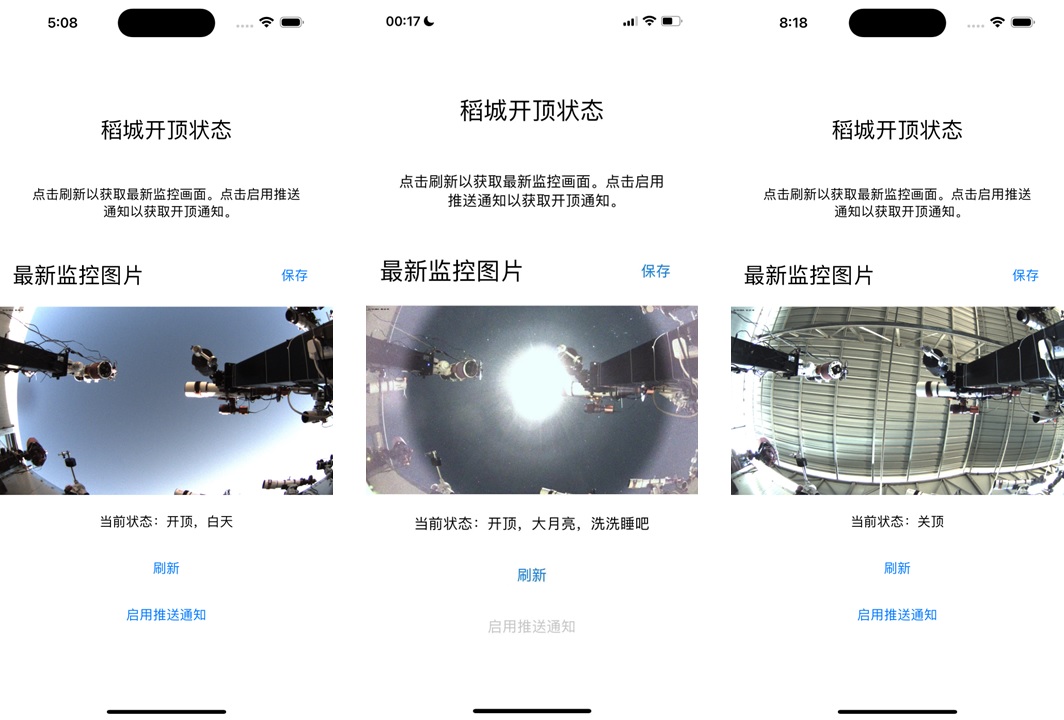 5:08
稻城开顶状态
点击刷新以获取最新监控画面。点击启用推送
通知以获取开顶通知。
最新监控图片
保存
当前状态：开顶，白天
刷新
启用推送通知
00:17
稻城开顶状态
点击刷新以获取最新监控画面。点击启用
推送通知以获取开顶通知。
最新监控图片
保存
当前状态：开顶，大月亮，洗洗睡吧
刷新
启用推送通知
8:18
稻城开顶状态
点击刷新以获取最新监控画面。点击启用推送
通知以获取开顶通知。
最新监控图片
保存
当前状态：关顶
刷新
启用推送通知